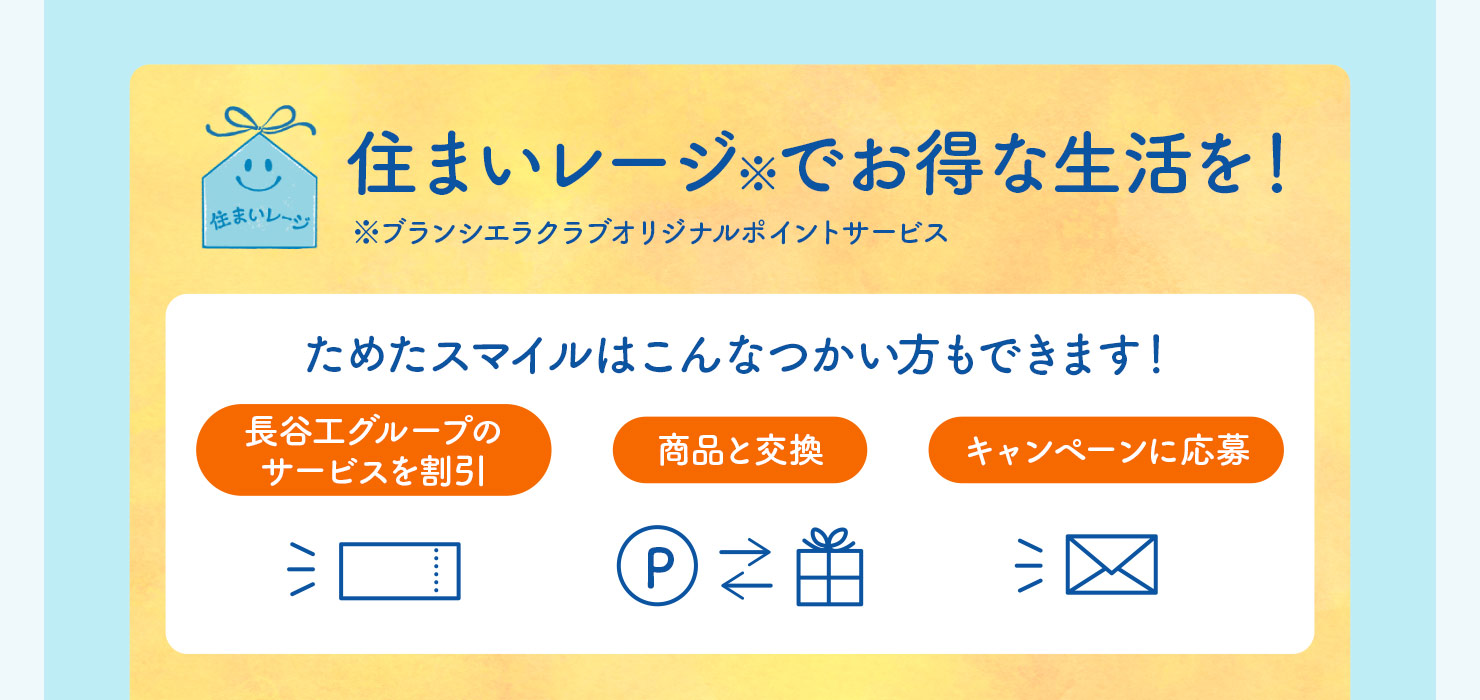 住まいレージ
住まいレージ※でお得な生活を！
※ブランシエラクラブオリジナルポイントサービス
ためたスマイルはこんなつかい方もできます！
長谷工グループの
サービスを割引
商品と交換
キャンペーンに応募
P